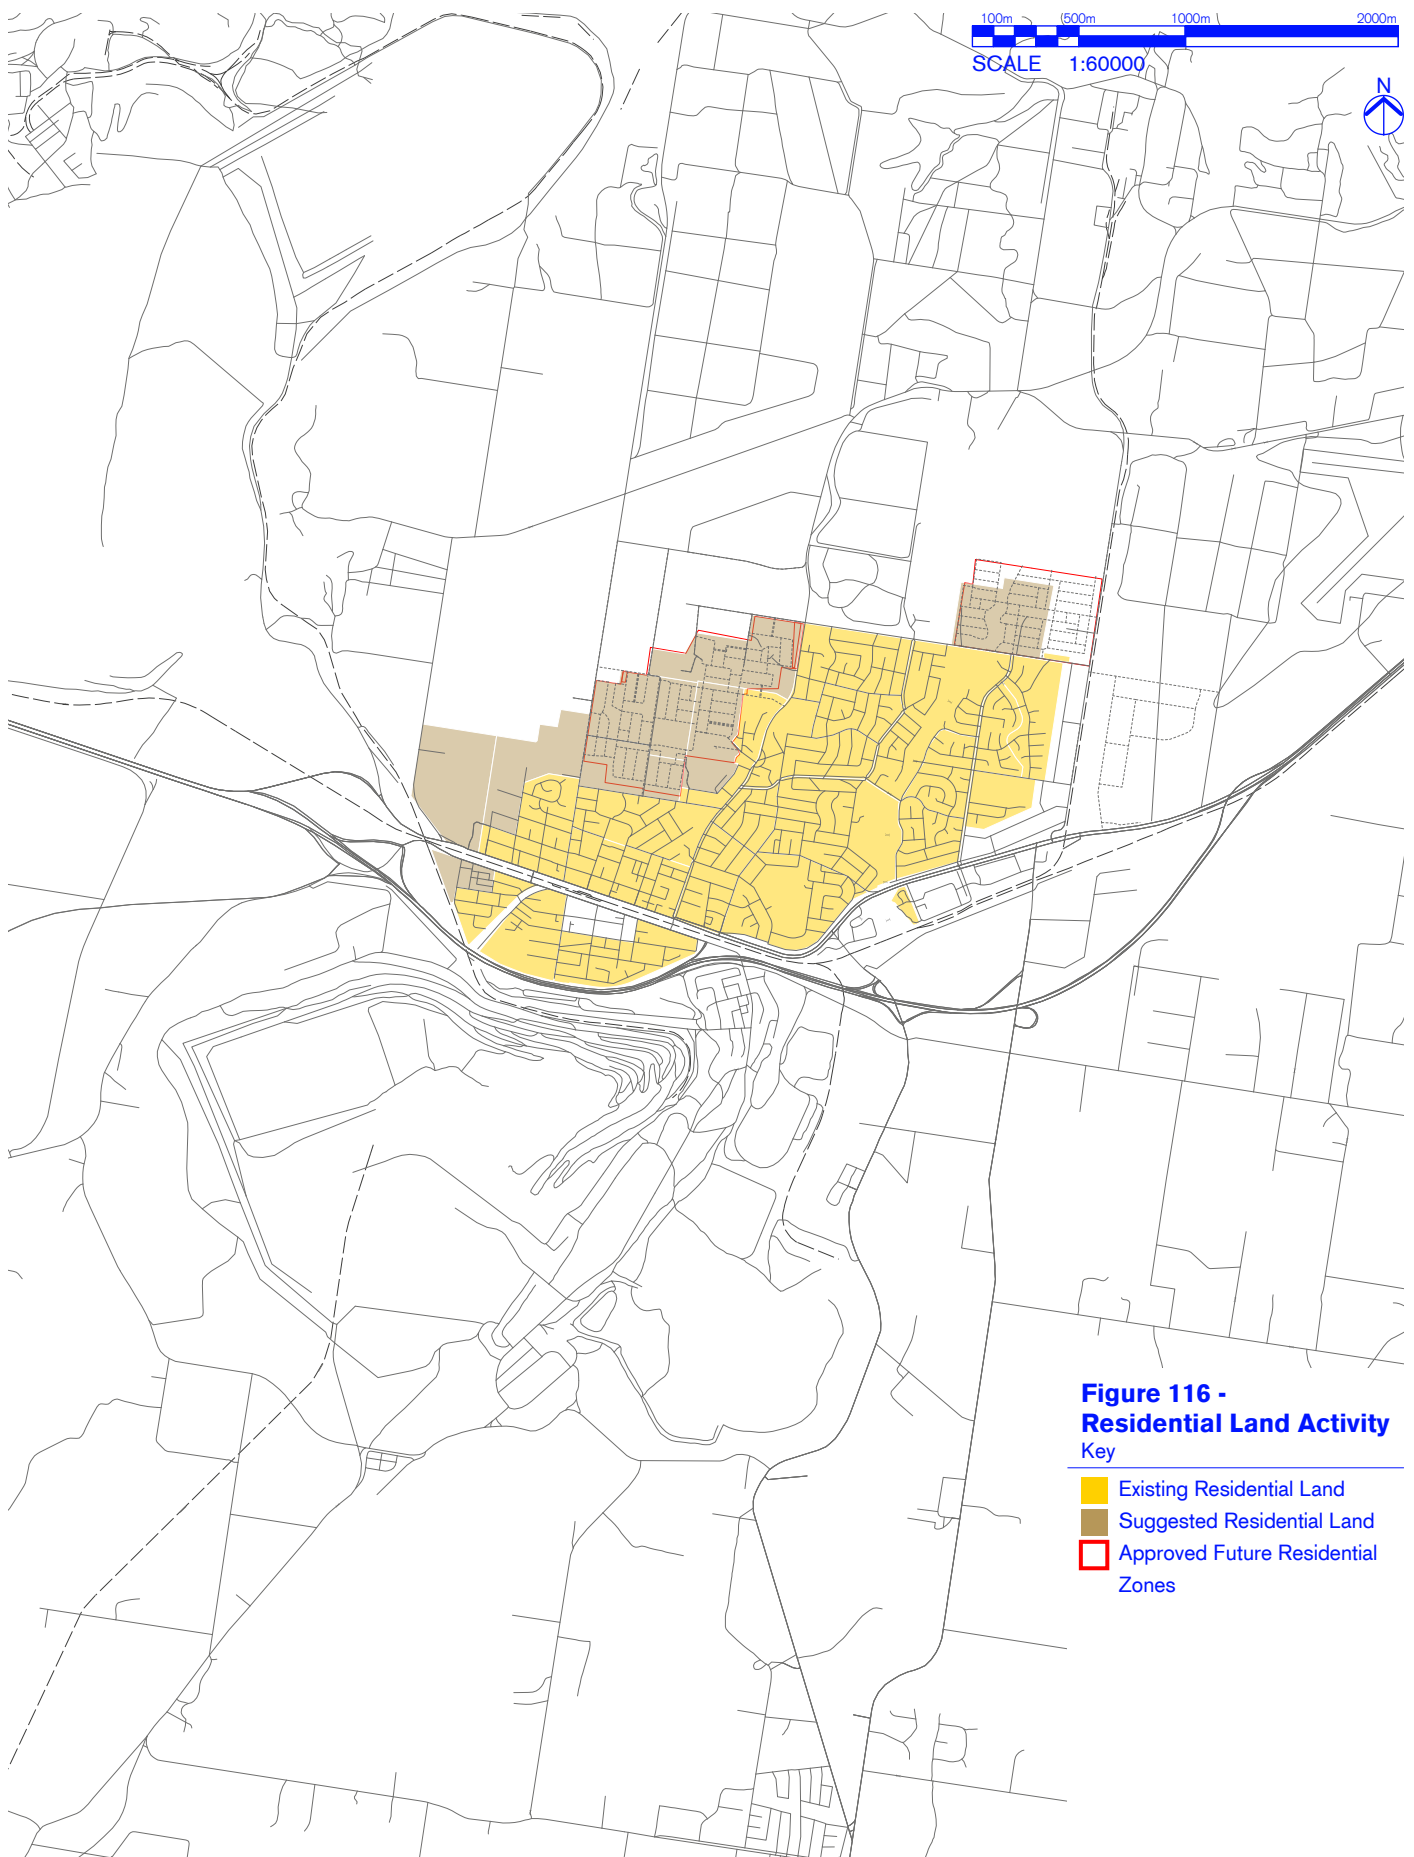 100m 500m 1000m 2000m
SCALE 1:60000
N
Figure 116 -
Residential Land Activity
Key
Existing Residential Land
Suggested Residential Land
Approved Future Residential
Zones